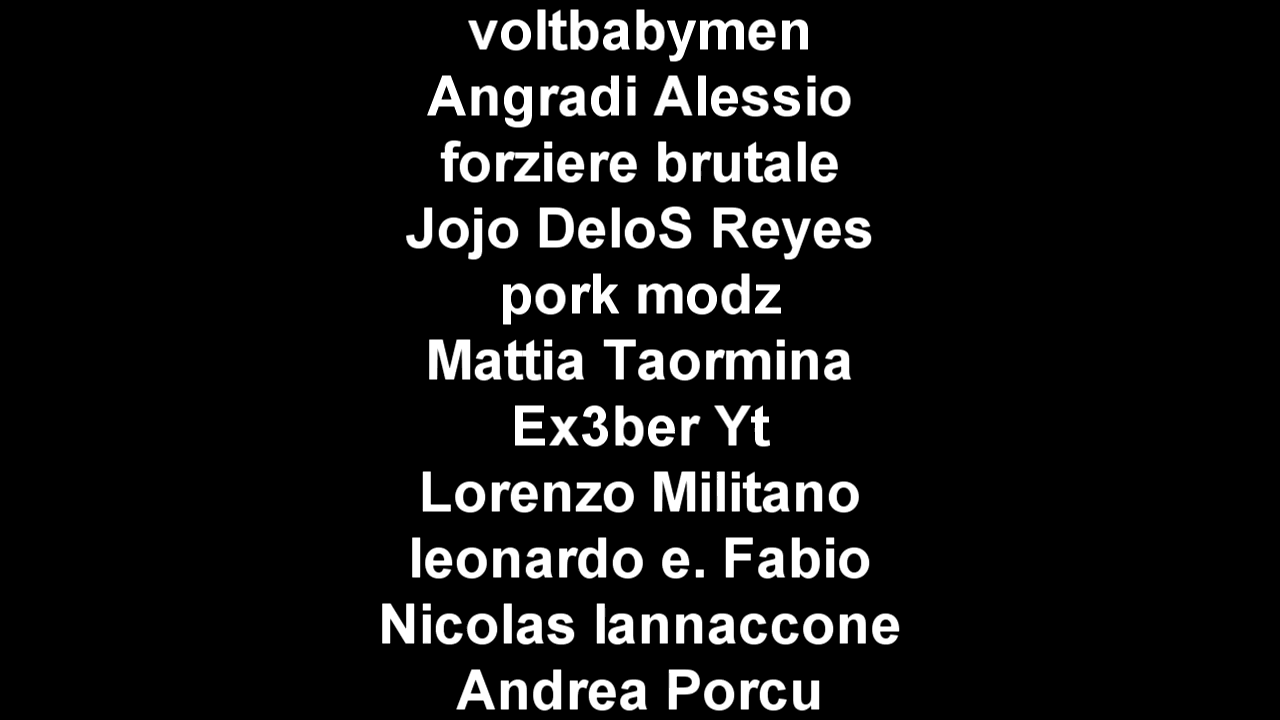 voltbabymen
Angradi Alessio
forziere brutale
Jojo DeloS Reyes
pork modz
Mattia Taormina
Ex3ber Yt
Lorenzo Militano
leonardo e. Fabio
Nicolas Iannaccone
Andrea Porcu